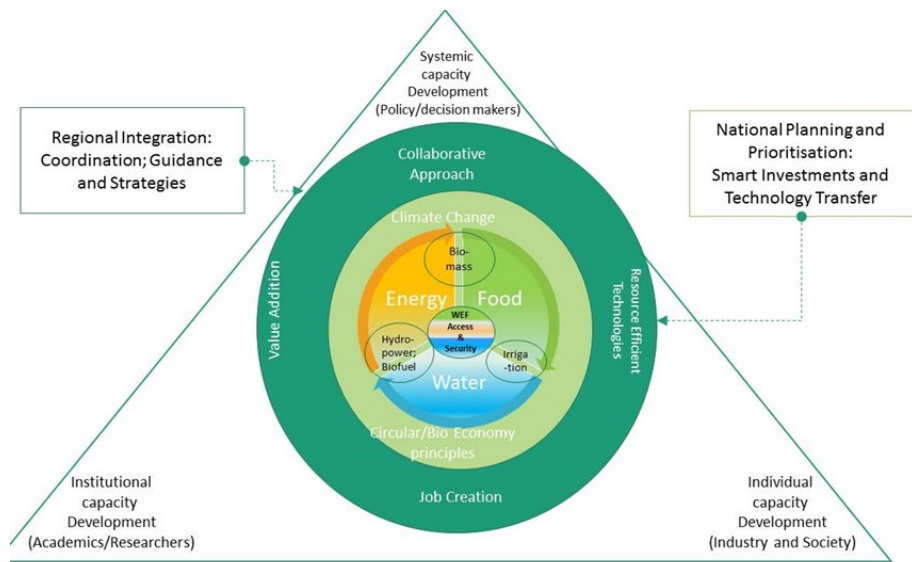 Systemic
capacity
Development
(Policy/decision makers)
Regional Integration:
Coordination; Guidance
and Strategies
National Planning and
Prioritisation:
Smart Investments and
Technology Transfer
Collaborative
Approach
Climate Change
Value Addition
Resource Efficient
Technologies
Bio-
mass
Energy
Food
WEF
Access
&
Security
Hydro-
power;
Biofuel
Irriga
-tion
Water
Circular/Bio Economy
principles
Job Creation
Institutional
capacity
Development
(Academics/Researchers)
Individual
capacity
Development
(Industry and Society)